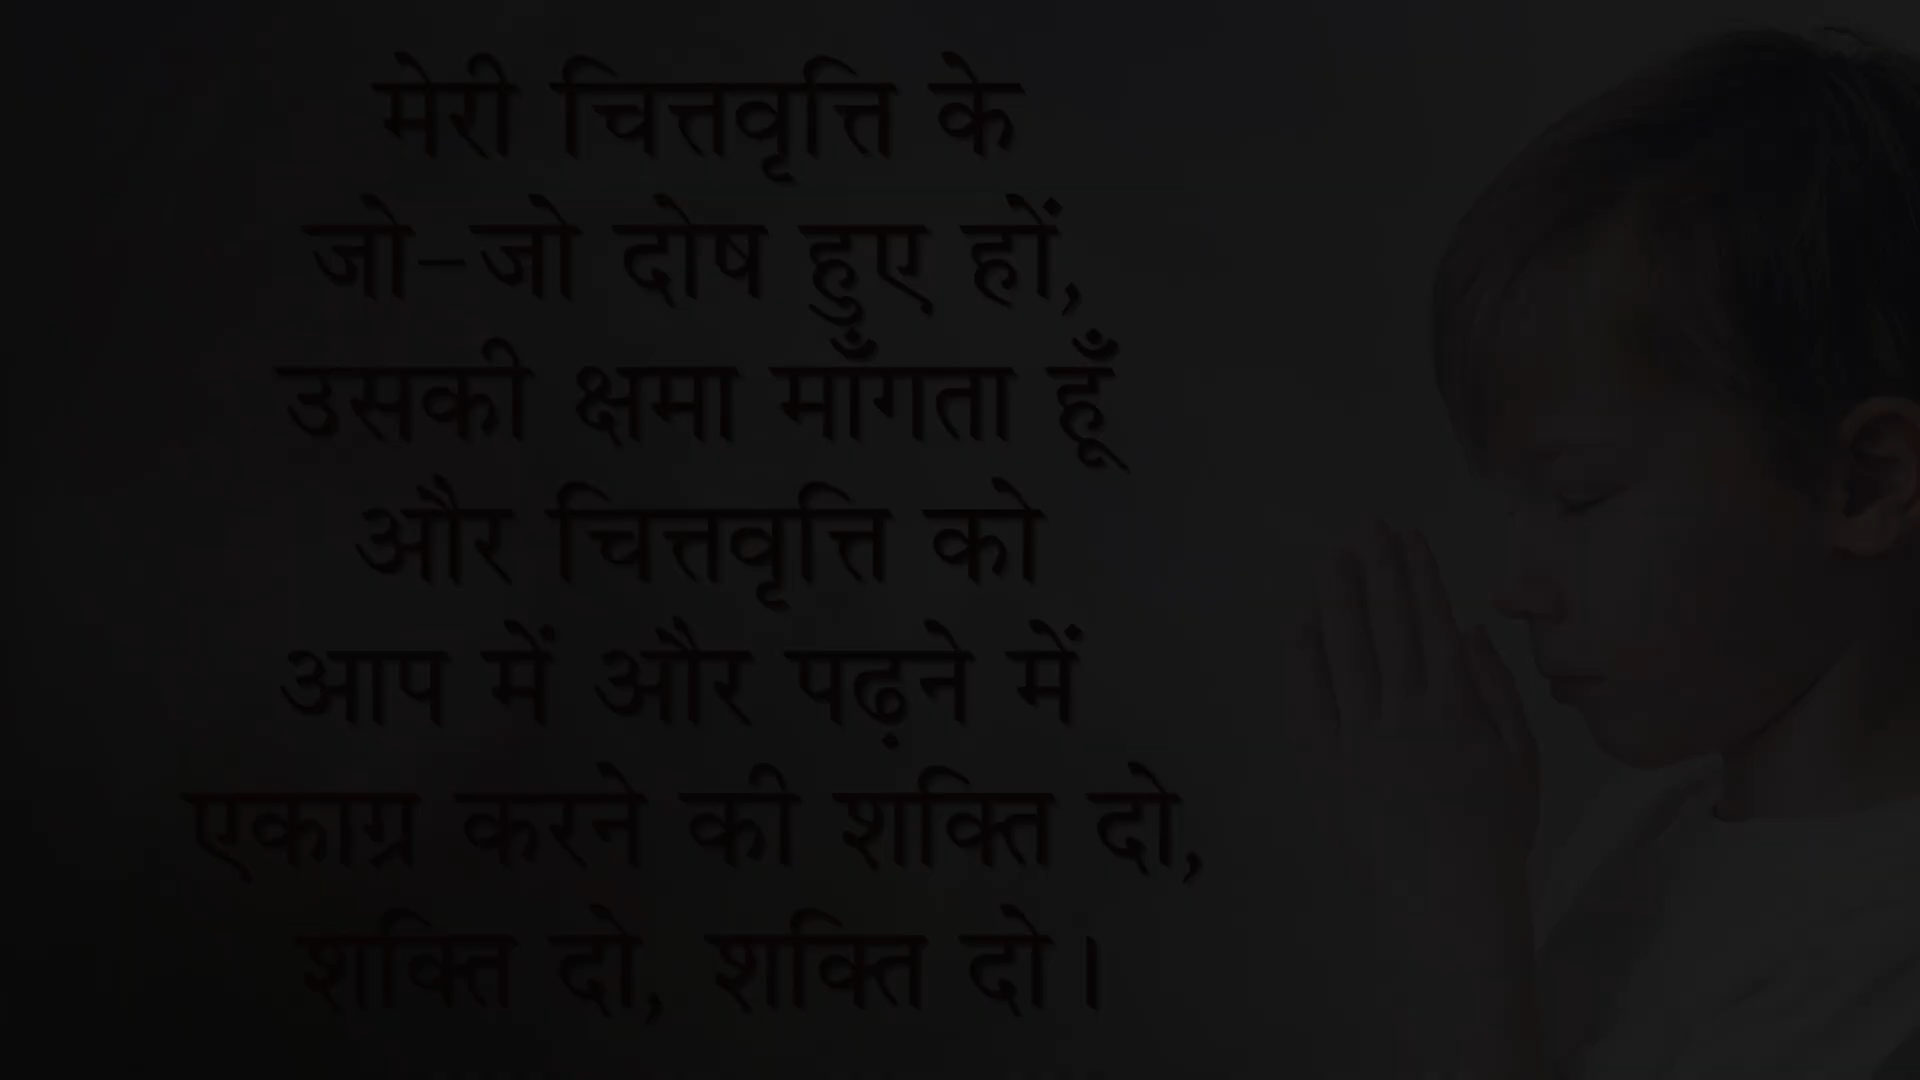 मेरी चित्तवृत्ति के
जो-जो दोष हुए हों,
उसकी क्षमा माँगता हूँ
और चित्तवृत्ति को
आप में और पढ़ने में
एकाग्र करने की शक्ति दो,
शक्ति दो, शक्ति दो।